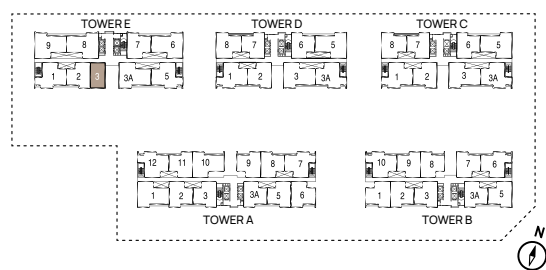 TOWER E TOWER D TOWER C
9 8 7 6 8 7 6 5 8 7 6 5
1 2 3 3A 5 1 2 3 3A 1 2 3 3A
12 11 10 9 8 7 10 9 8 7 6
1 2 3 3A 5 6 1 2 3 3A 5
TOWER A TOWER B
N